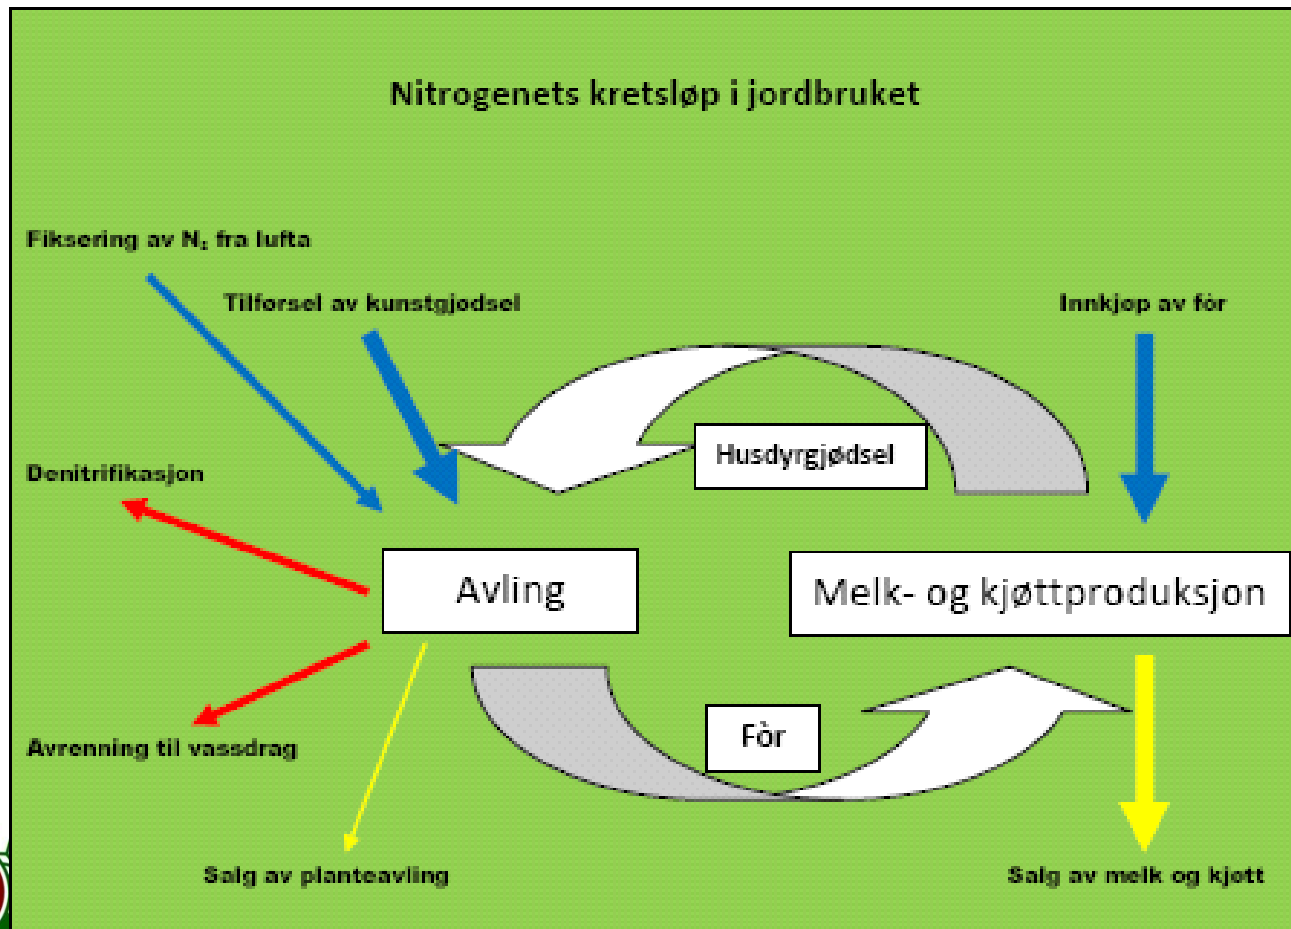 Nitrogenets kretsløp i jordbruket
Fiksering av N₂ fra lufta
Tilførsel av kunstgjødsel
Innkjøp av fòr
Husdyrgjødsel
Denitrifikasjon
Avling
Melk- og kjøttproduksjon
Fòr
Avrenning til vassdrag
Salg av planteavling
Salg av melk og kjøtt